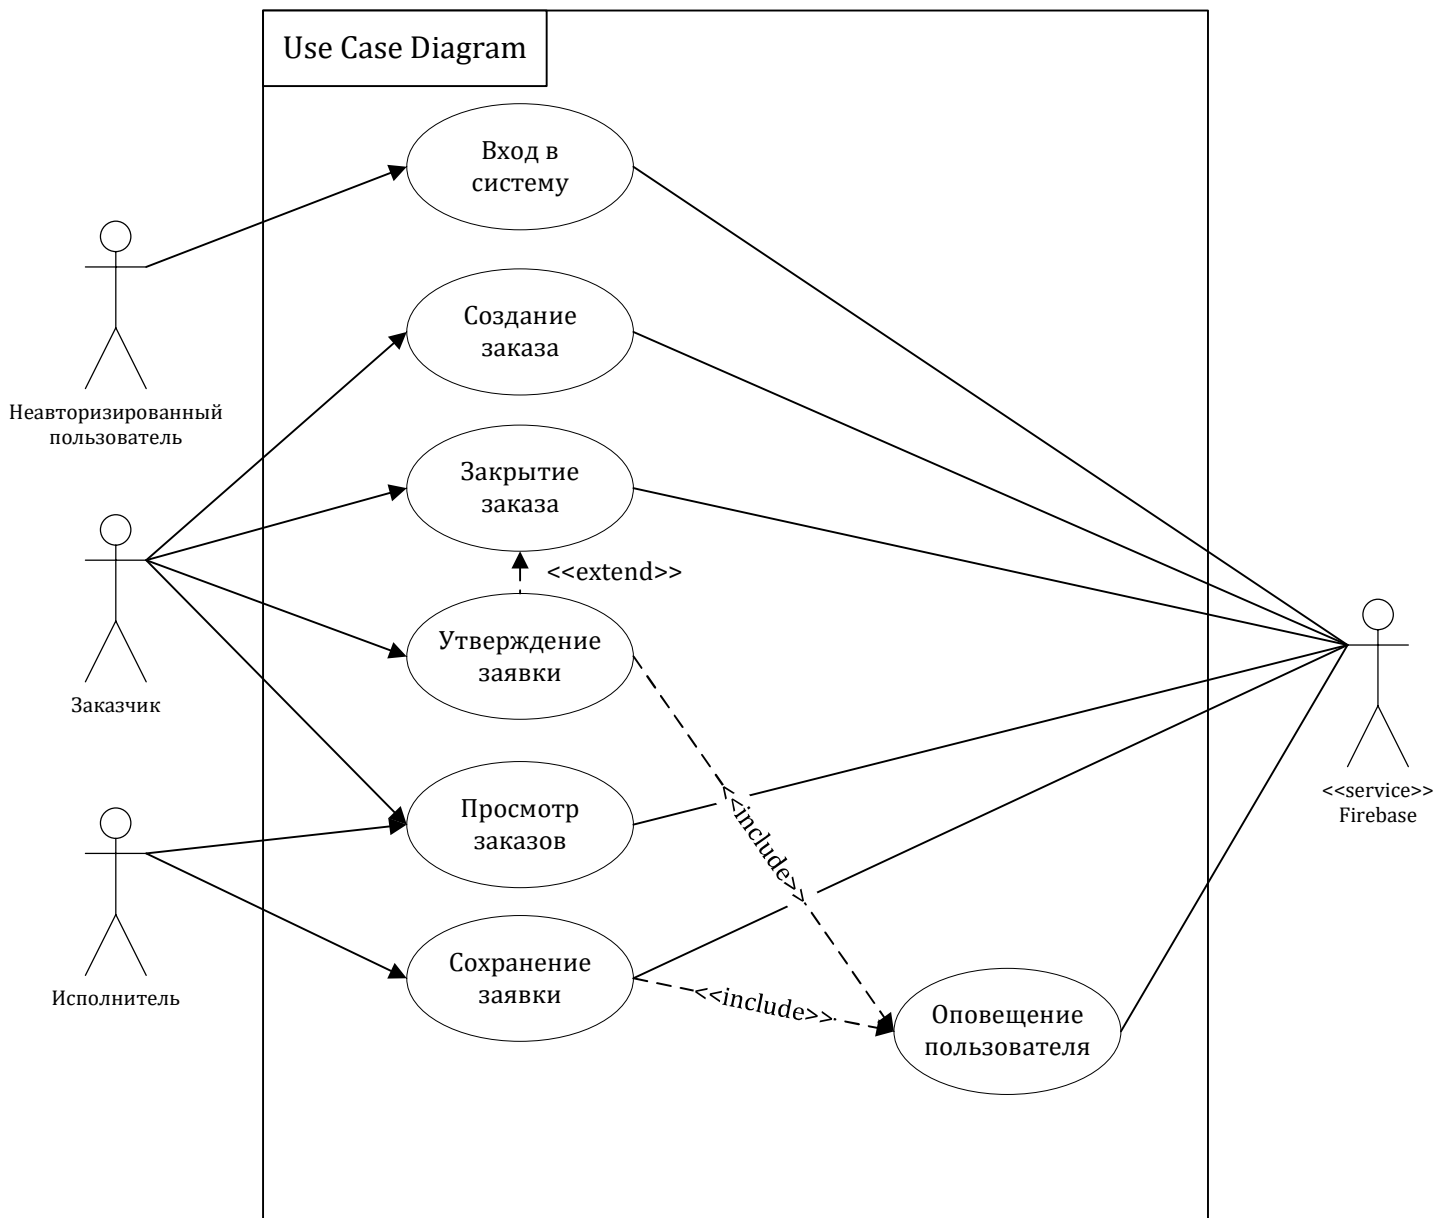 Use Case Diagram
Вход в
систему
Создание
заказа
Неавторизированный
пользователь
Закрытие
заказа
<<extend>>
Утверждение
заявки
Заказчик
<<service>>
Firebase
Просмотр
заказов
<<include>>
Исполнитель
Сохранение
заявки
<<include>>
Оповещение
пользователя